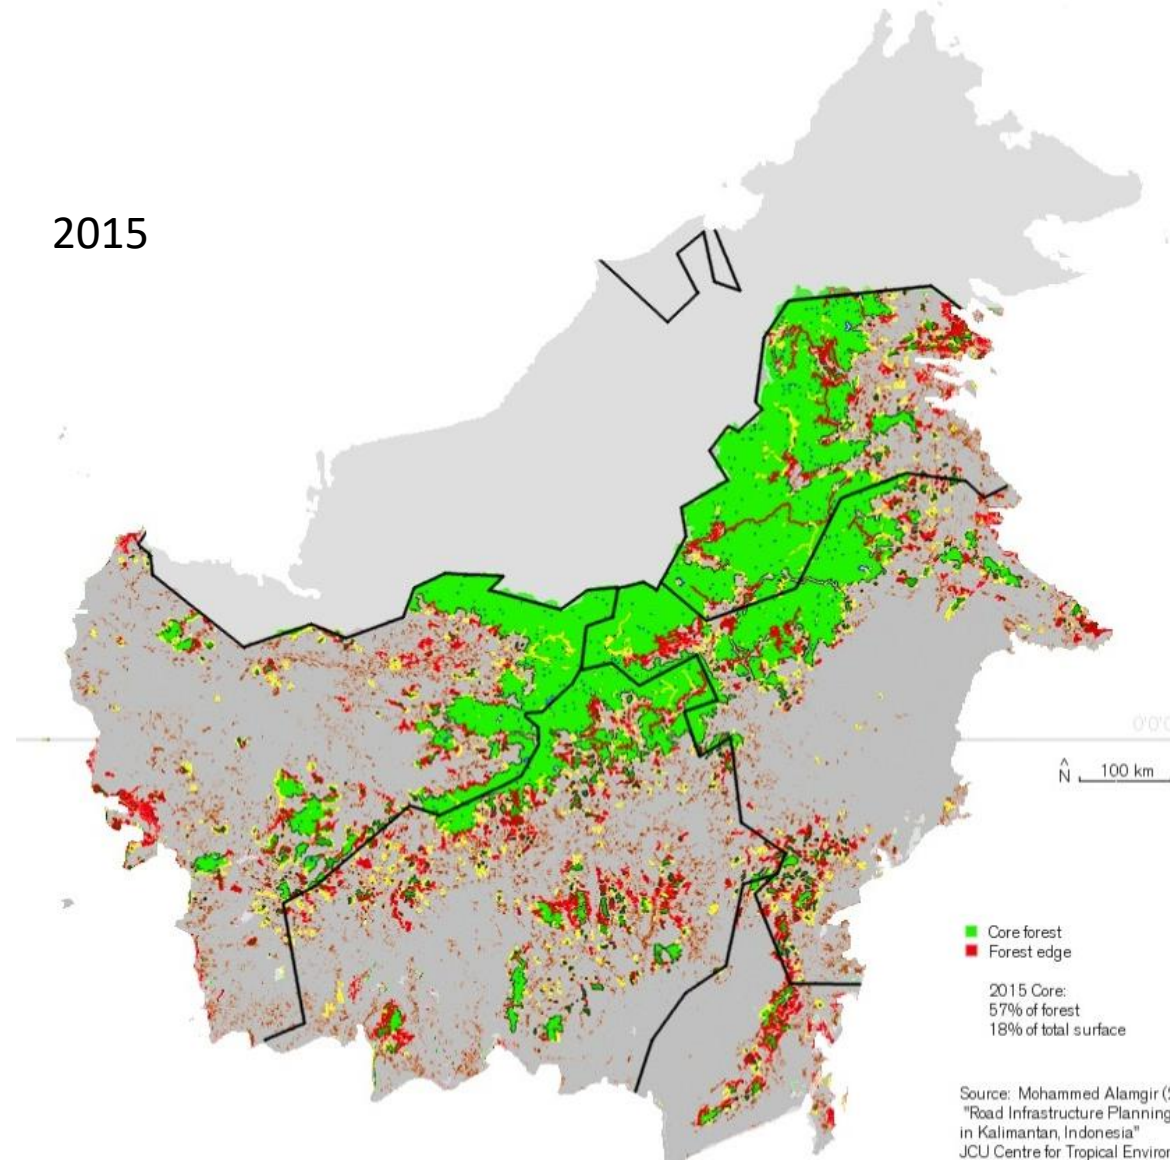 2015
0'0'0
N
100 km
Core forest
Forest edge
2015 Core:
57% of forest
18% of total surface
Source: Mohammed Alamgir
"Road Infrastructure Planning
in Kalimantan, Indonesia"
JCU Centre for Tropical